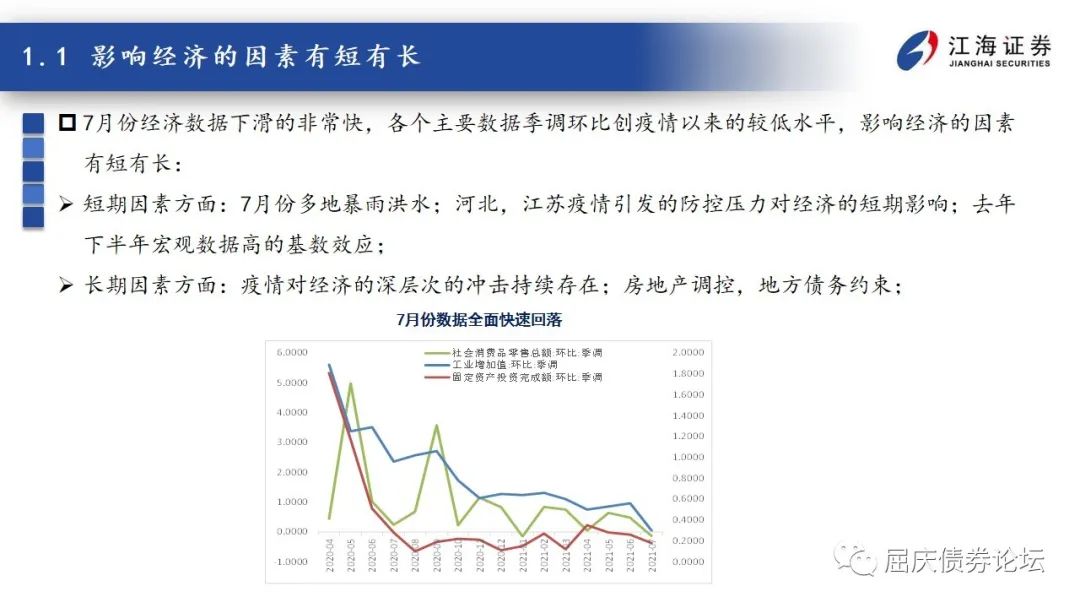 1.1 影响经济的因素有短有长
江海证券
JIANGHAI SECURITIES
7月份经济数据下滑的非常快，各个主要数据季调环比创疫情以来的较低水平，影响经济的因素
有短有长：
短期因素方面：7月份多地暴雨洪水；河北，江苏疫情引发的防控压力对经济的短期影响；去年
下半年宏观数据高的基数效应；
长期因素方面：疫情对经济的深层次的冲击持续存在；房地产调控，地方债务约束；
7月份数据全面快速回落
社会消费品零售总额:环比:季调
工业增加值:环比:季调
固定资产投资完成额:环比:季调
6.0000
5.0000
4.0000
3.0000
2.0000
1.0000
0.0000
-1.0000
2.0000
1.8000
1.6000
1.4000
1.2000
1.0000
0.8000
0.6000
0.4000
0.2000
0.0000
2020-04
2020-05
2020-06
2020-07
2020-08
2020-09
2020-10
2020-11
2020-12
2021-01
2021-02
2021-03
2021-04
2021-05
2021-06
2021-07
屈庆债券论坛